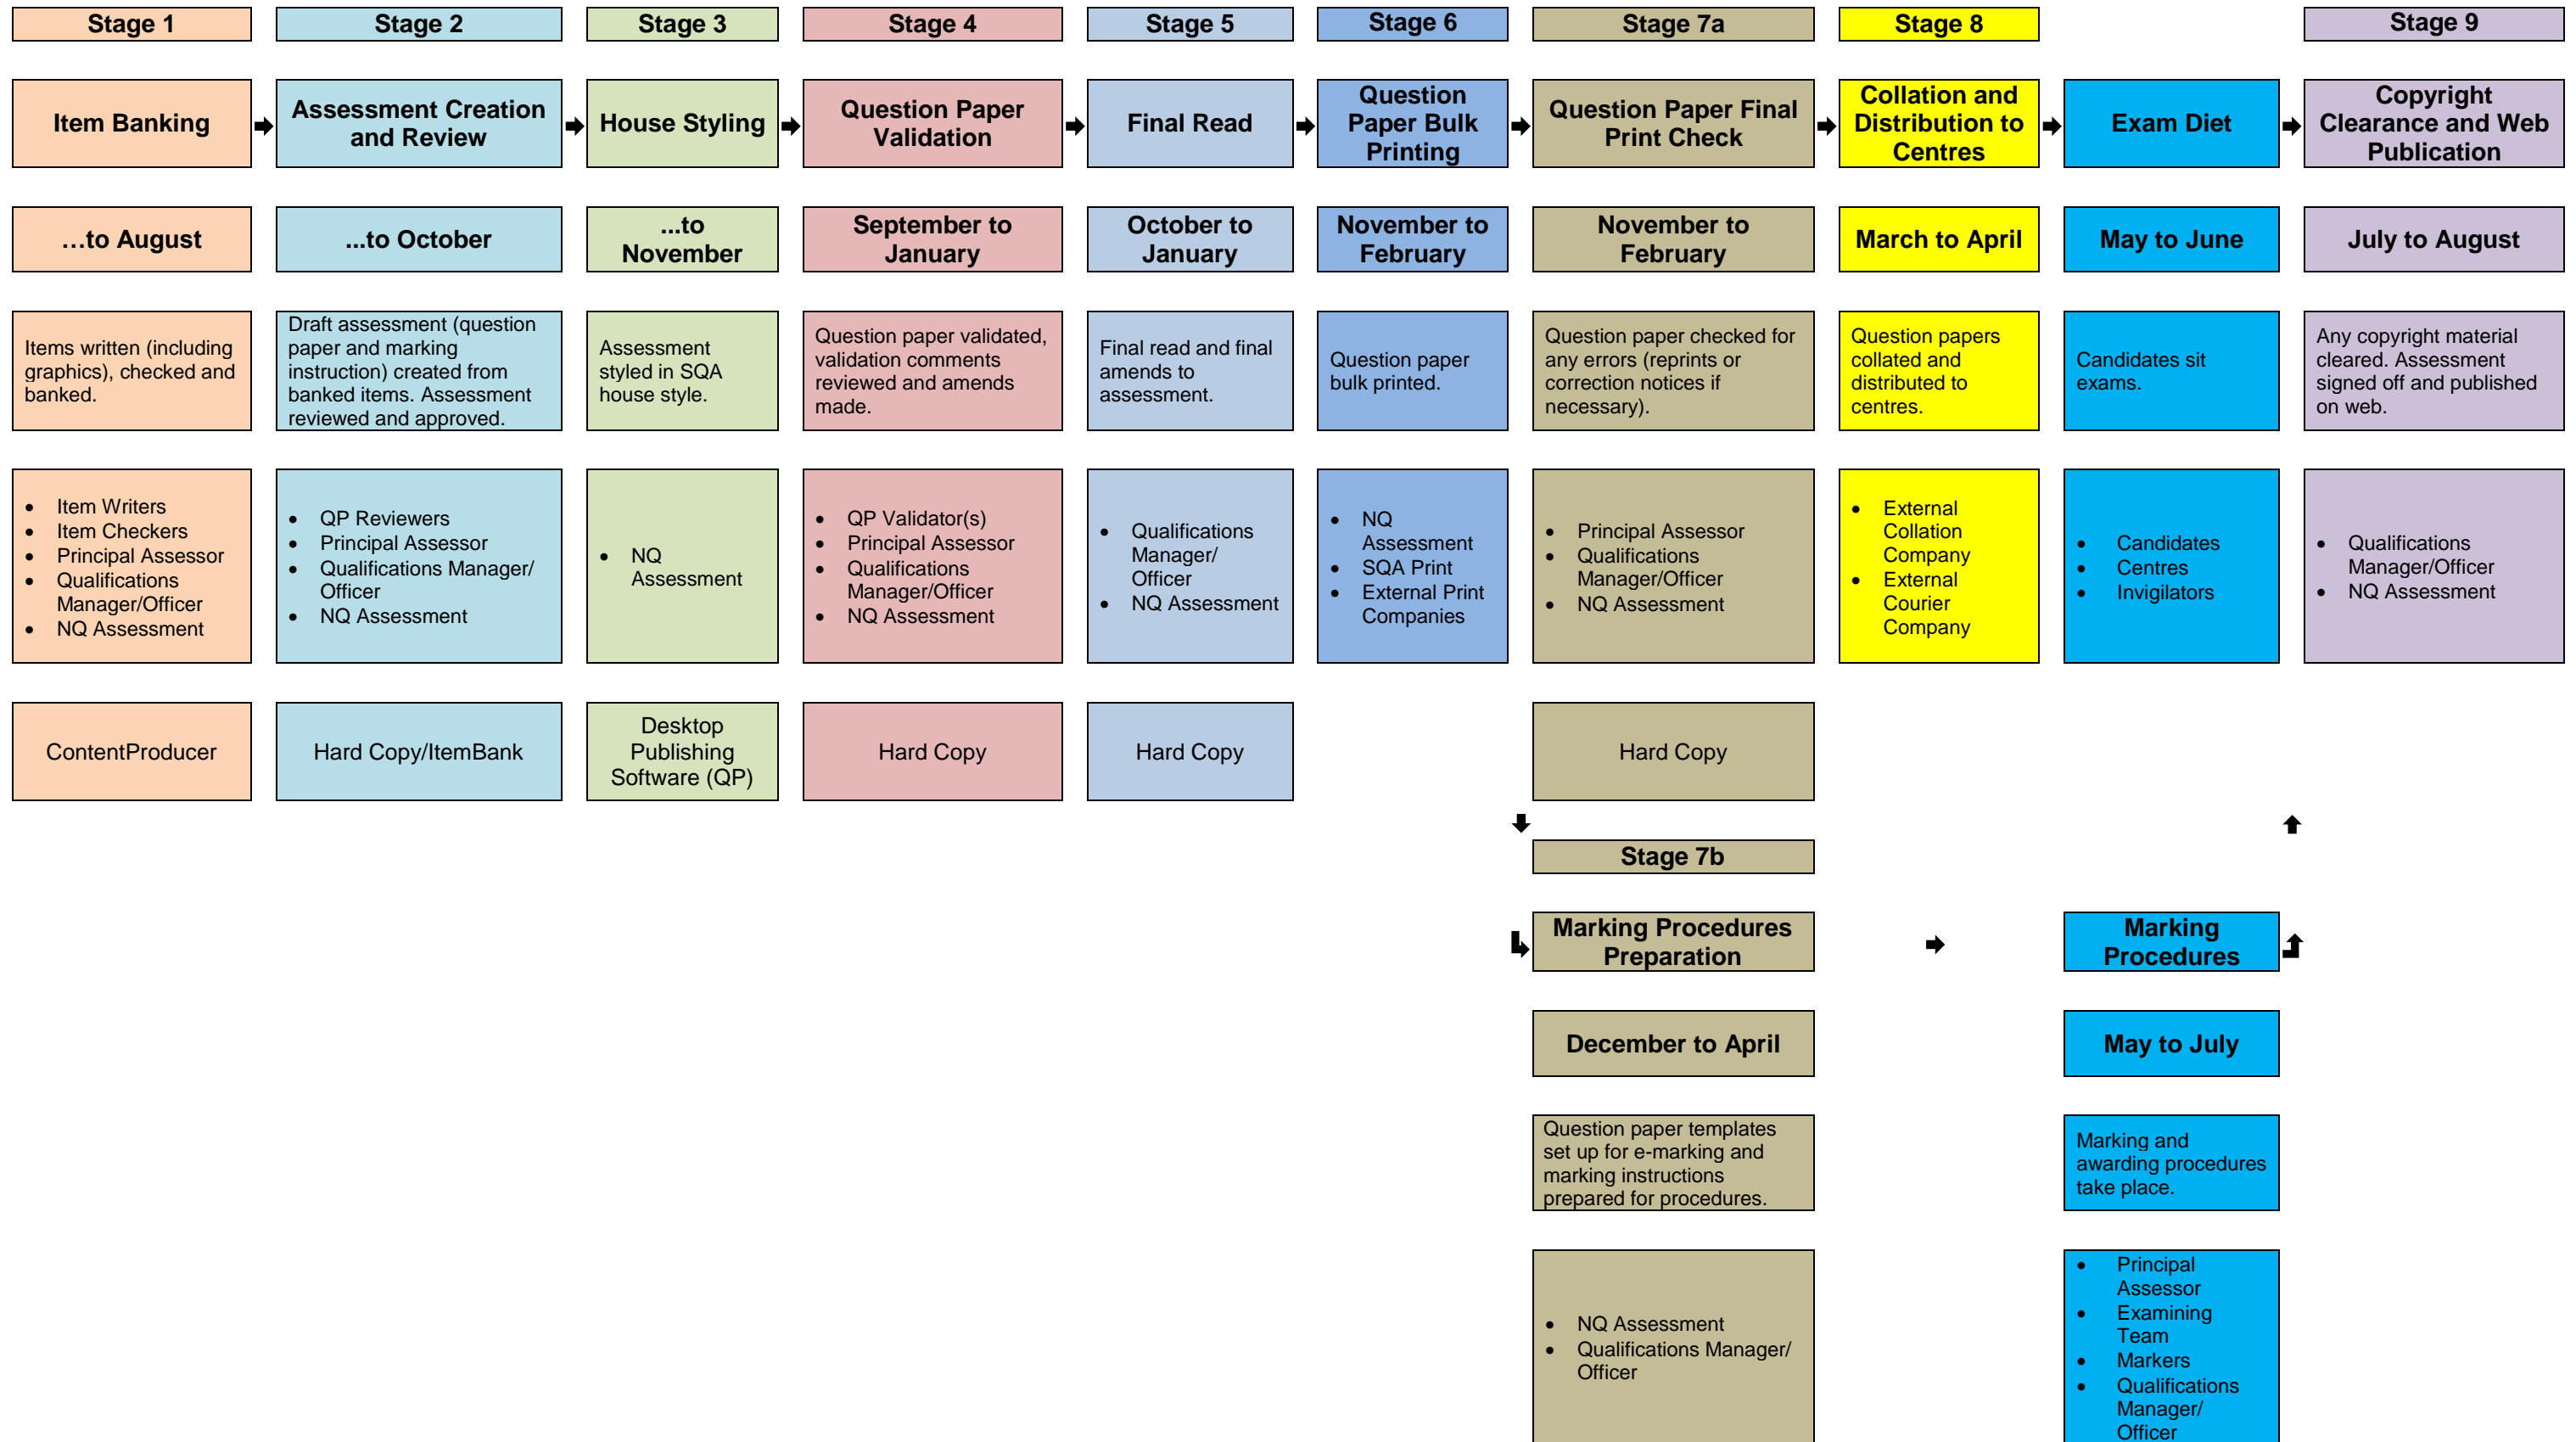 Stage 1
Stage 2
Stage 3
Stage 4
Stage 5
Stage 6
Stage 7a
Stage 8
Stage 9
Item Banking
Assessment Creation
and Review
House Styling
Question Paper
Validation
Final Read
Question
Paper Bulk
Printing
Question Paper Final
Print Check
Collation and
Distribution to
Centres
Exam Diet
Copyright
Clearance and Web
Publication
…to August
...to October
...to
November
September to
January
October to
January
November to
February
November to
February
March to April
May to June
July to August
Items written (including
graphics), checked and
banked.
Draft assessment (question
paper and marking
instruction) created from
banked items. Assessment
reviewed and approved.
Assessment
styled in SQA
house style.
Question paper validated,
validation comments
reviewed and amends
made.
Final read and final
amends to
assessment.
Question paper
bulk printed.
Question paper checked for
any errors (reprints or
correction notices if
necessary).
Question papers
collated and
distributed to
centres.
Candidates sit
exams.
Any copyright material
cleared. Assessment
signed off and published
on web.
• Item Writers
• Item Checkers
• Principal Assessor
• Qualifications
Manager/Officer
• NQ Assessment
• QP Reviewers
• Principal Assessor
• Qualifications Manager/
Officer
• NQ Assessment
• NQ
Assessment
• QP Validator(s)
• Principal Assessor
• Qualifications
Manager/Officer
• NQ Assessment
• Qualifications
Manager/
Officer
• NQ Assessment
• NQ
Assessment
• SQA Print
• External Print
Companies
• Principal Assessor
• Qualifications
Manager/Officer
• NQ Assessment
• External
Collation
Company
• External
Courier
Company
• Candidates
• Centres
• Invigilators
• Qualifications
Manager/Officer
• NQ Assessment
ContentProducer
Hard Copy/ItemBank
Desktop
Publishing
Software (QP)
Hard Copy
Hard Copy
Hard Copy
Stage 7b
Marking Procedures
Preparation
Marking
Procedures
December to April
May to July
Question paper templates
set up for e-marking and
marking instructions
prepared for procedures.
Marking and
awarding procedures
take place.
• NQ Assessment
• Qualifications Manager/
Officer
• Principal
Assessor
• Examining
Team
• Markers
• Qualifications
Manager/
Officer